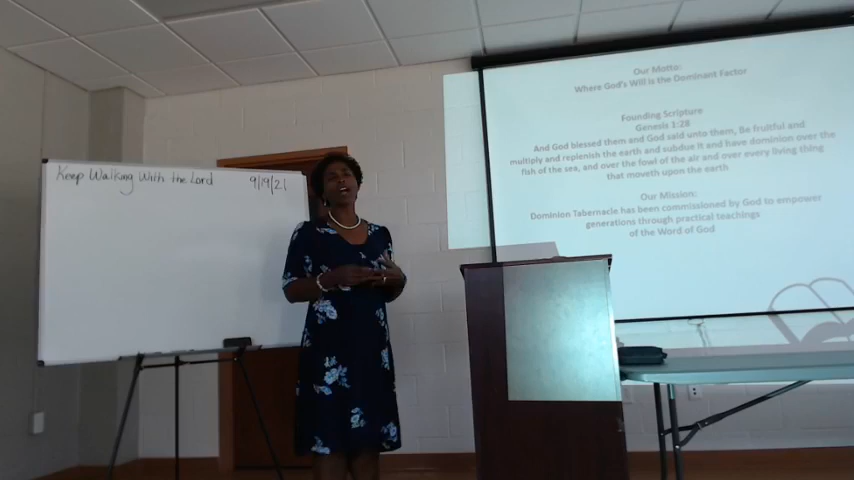 Keep Walking With the Lord
9/19/21
Our Motto:
Where God's Will is the Dominant Factor
Founding Scripture
Genesis 1:28
And God blessed them and God said unto them, Be fruitful and
multiply and replenish the earth and subdue it and have dominion over the
fish of the sea, and over the fowl of the air and over every living thing
that moveth upon the earth
Our Mission:
Dominion Tabernacle has been commissioned by God to empower
generations through practical teachings
of the Word of God